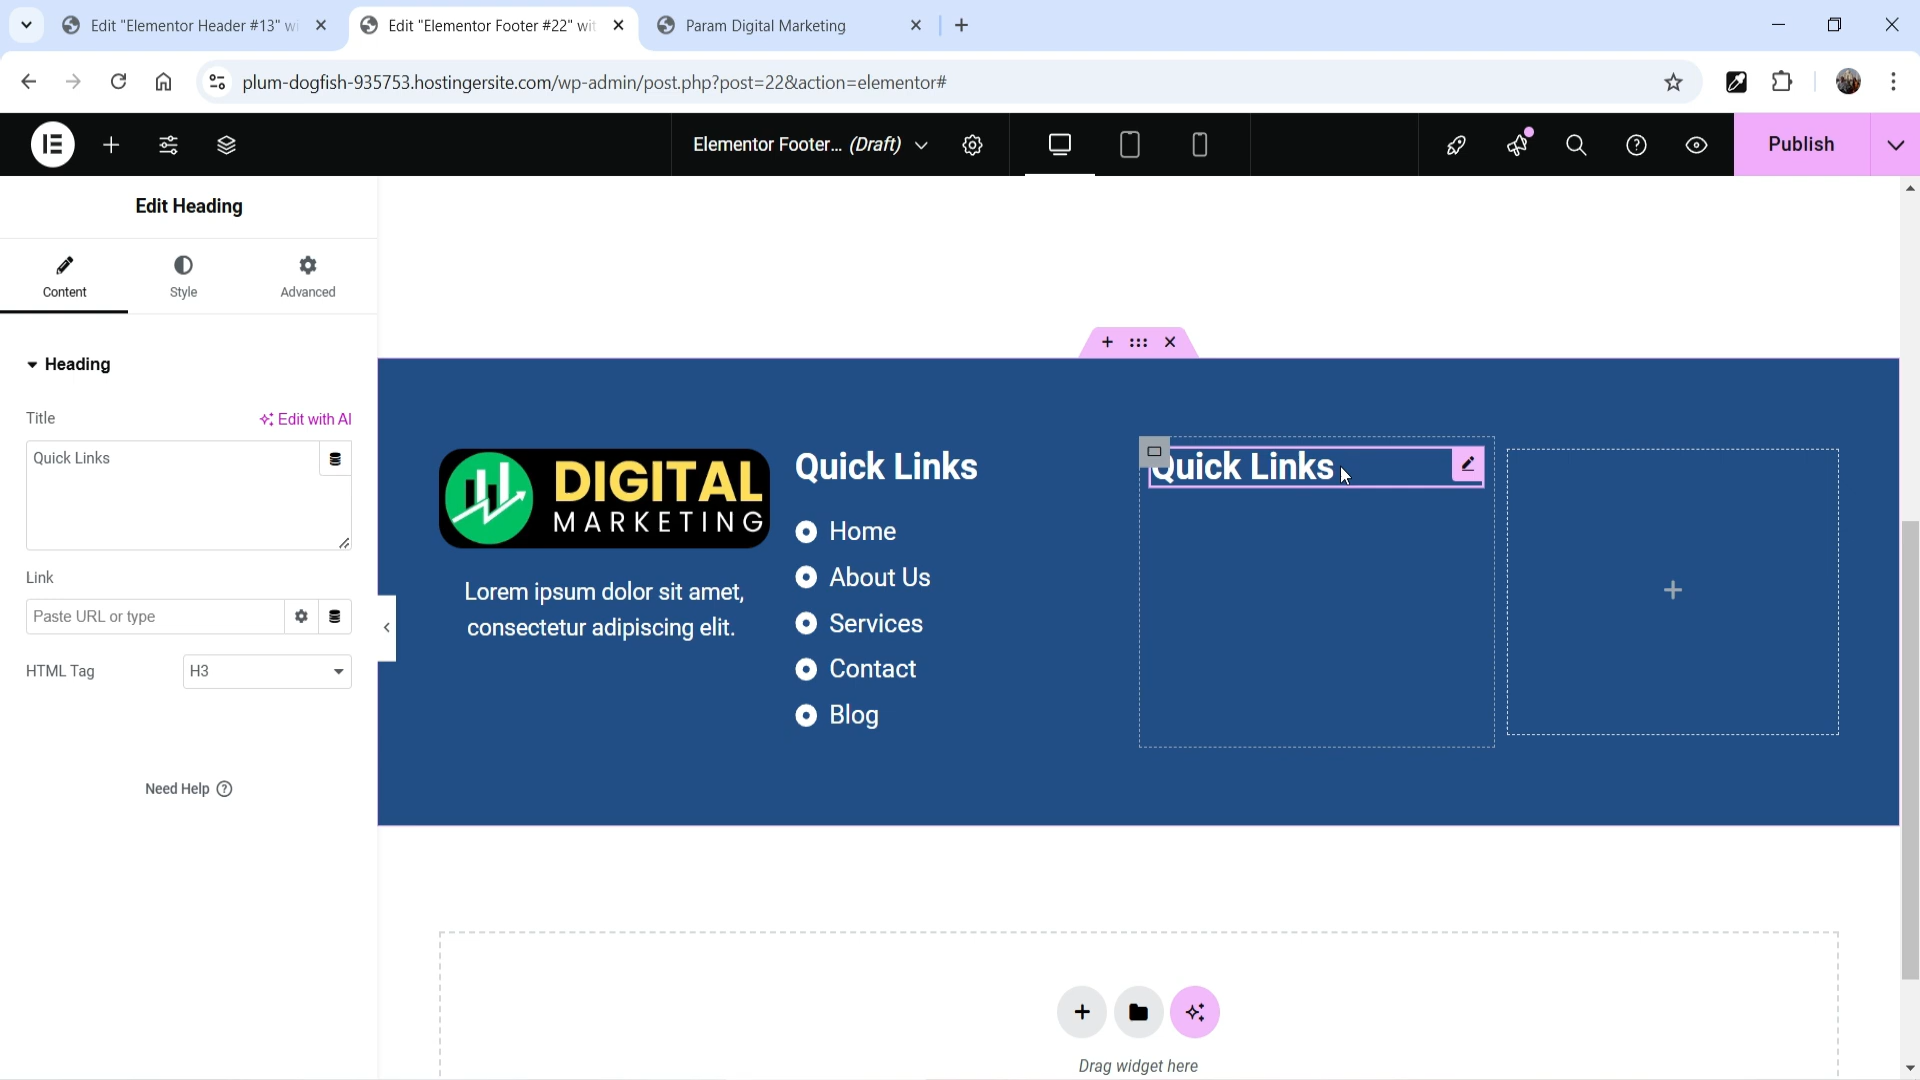 Edit "Elementor Header #13" wi
Edit "Elementor Footer #22" wit
Param Digital Marketing
plum-dogfish-935753.hostingersite.com/wp-admin/post.php?post=22&action=elementor#
Elementor Footer... (Draft)
Publish
Edit Heading
Content
Style
Advanced
Heading
Title
Edit with AI
Quick Links
Link
Paste URL or type
HTML Tag
H3
Need Help
DIGITAL
MARKETING
Lorem ipsum dolor sit amet,
consectetur adipiscing elit.
Quick Links
Home
About Us
Services
Contact
Blog
Quick Links
Drag widget here